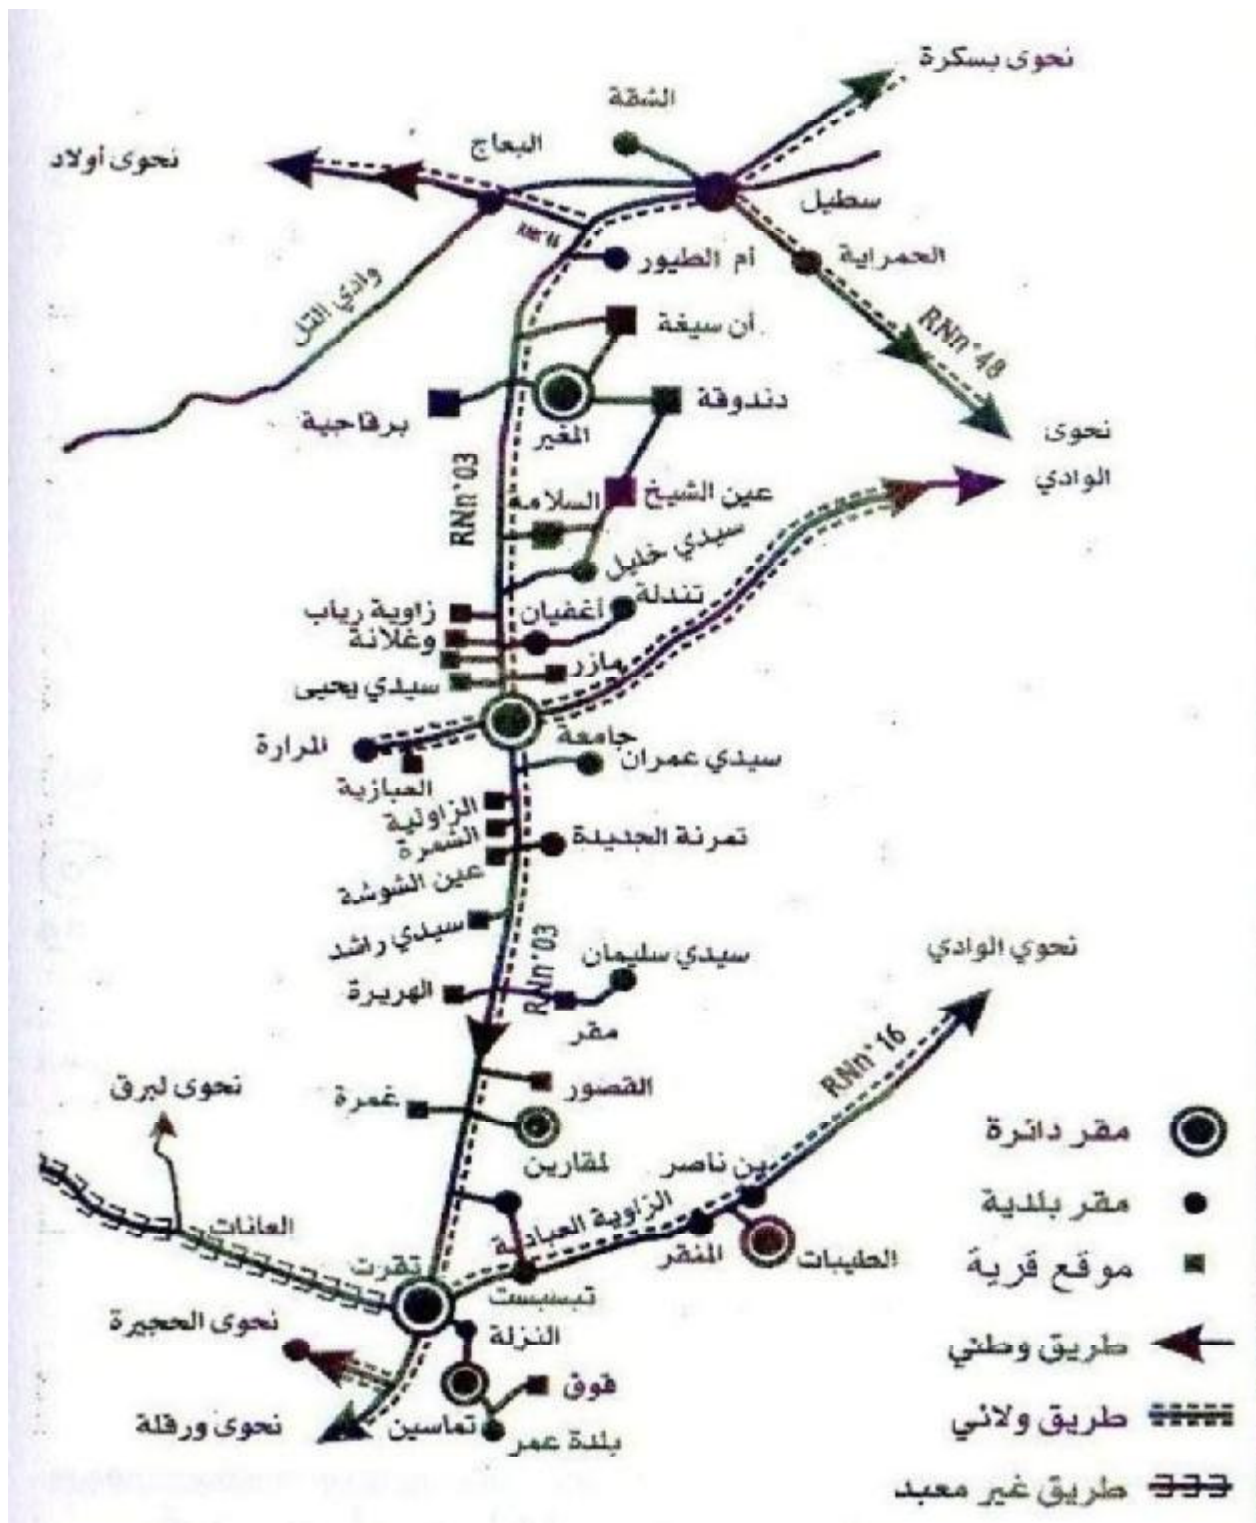 نحوى بسكرة
الشقة
البعاج
نحوى أولاد
سطيل
الحمراية
أم الطيور
وادي التل
RNn°48
أن سيغة
دندوقة
المغير
برقاجية
نحوى
الوادي
RNn°03
عين الشيخ
السلامة
سيدي خليل
تندلة
أغفيان
زاوية رياب
وغلانة
مازر
سيدي يحيى
جامعة
المرارة
سيدي عمران
العبازية
الزاولية
الشمرة
تمرنة الجديدة
عين الشوشة
سيدي راشد
RNn°03
سيدي سليمان
نحوي الوادي
الهريرة
مقر
RNn°16
القصور
نحوى لبرق
غمرة
لمقارين
بن ناصر
الزاوية العبادية
العانات
المنقر
الطيبات
تقرت
تبسبست
نحوى الحجيرة
النزلة
قوق
نحوى ورقلة
تماسين
بلدة عمر
مقر دائرة
مقر بلدية
موقع قرية
طريق وطني
طريق ولائي
طريق غير معبد